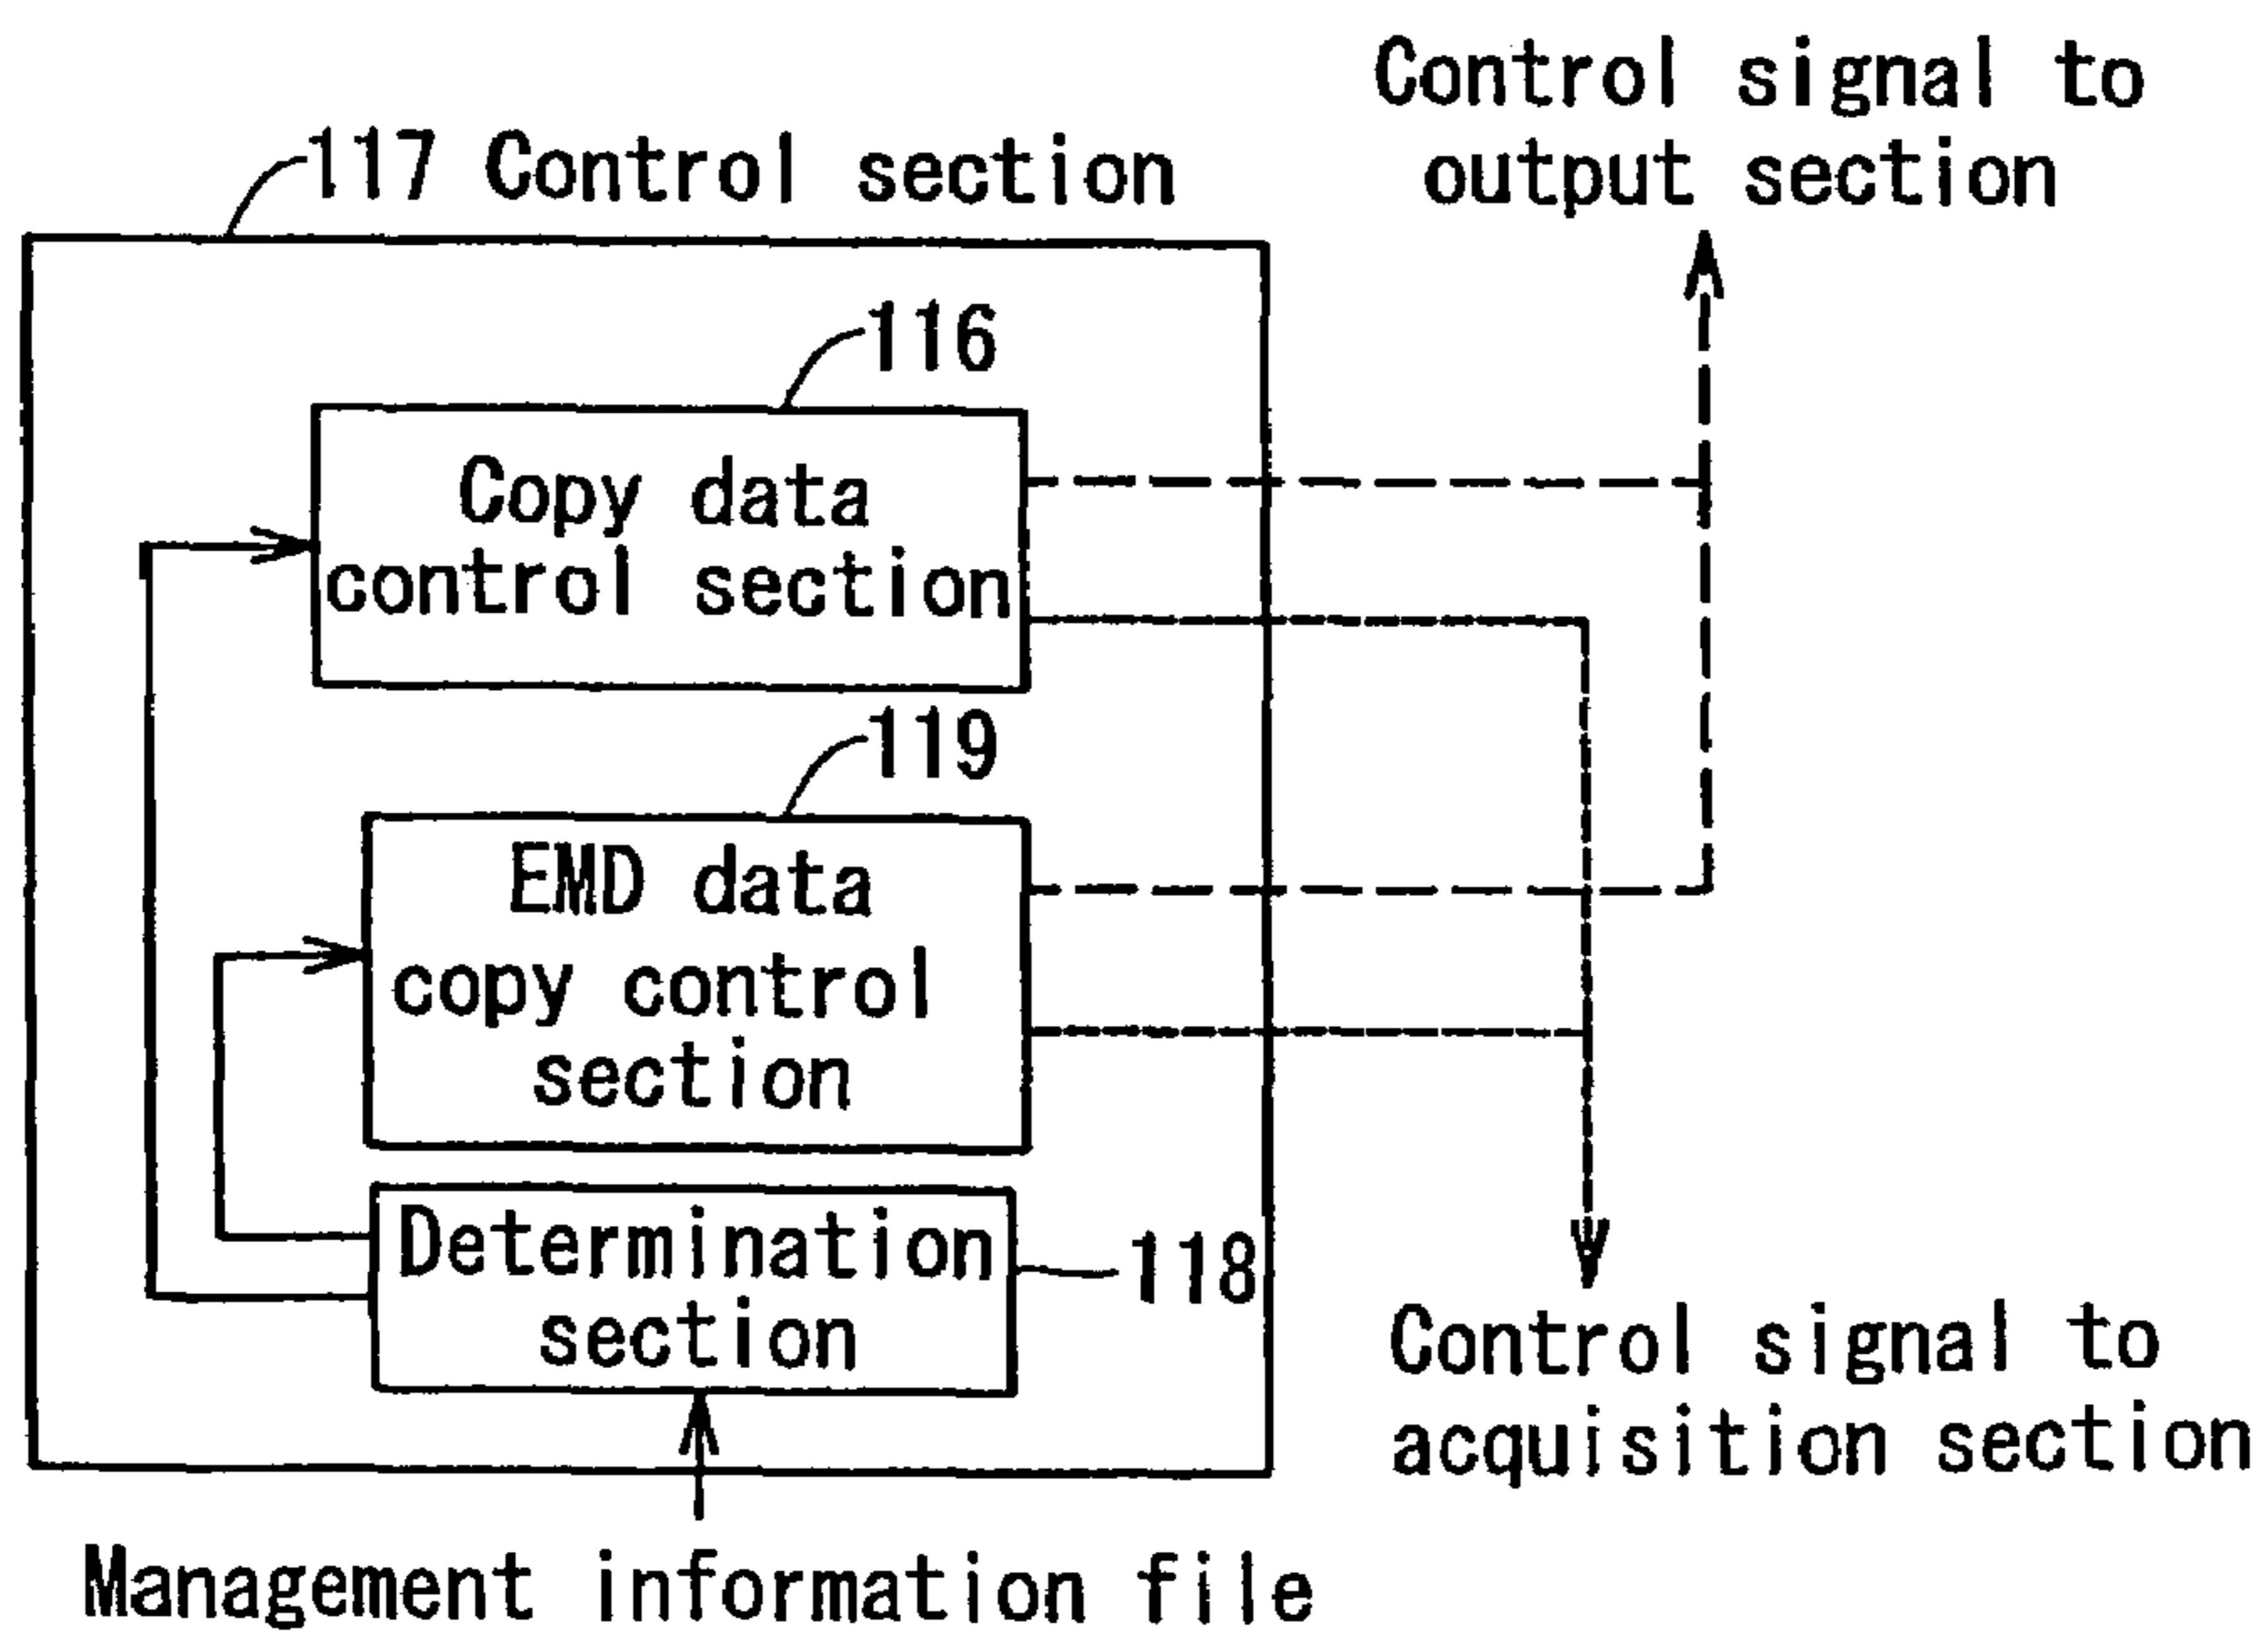 Control signal to
output section
117 Control section
116
Copy data
control section
119
EMD data
copy control
section
Determination
section
118
Control signal to
acquisition section
Management information file